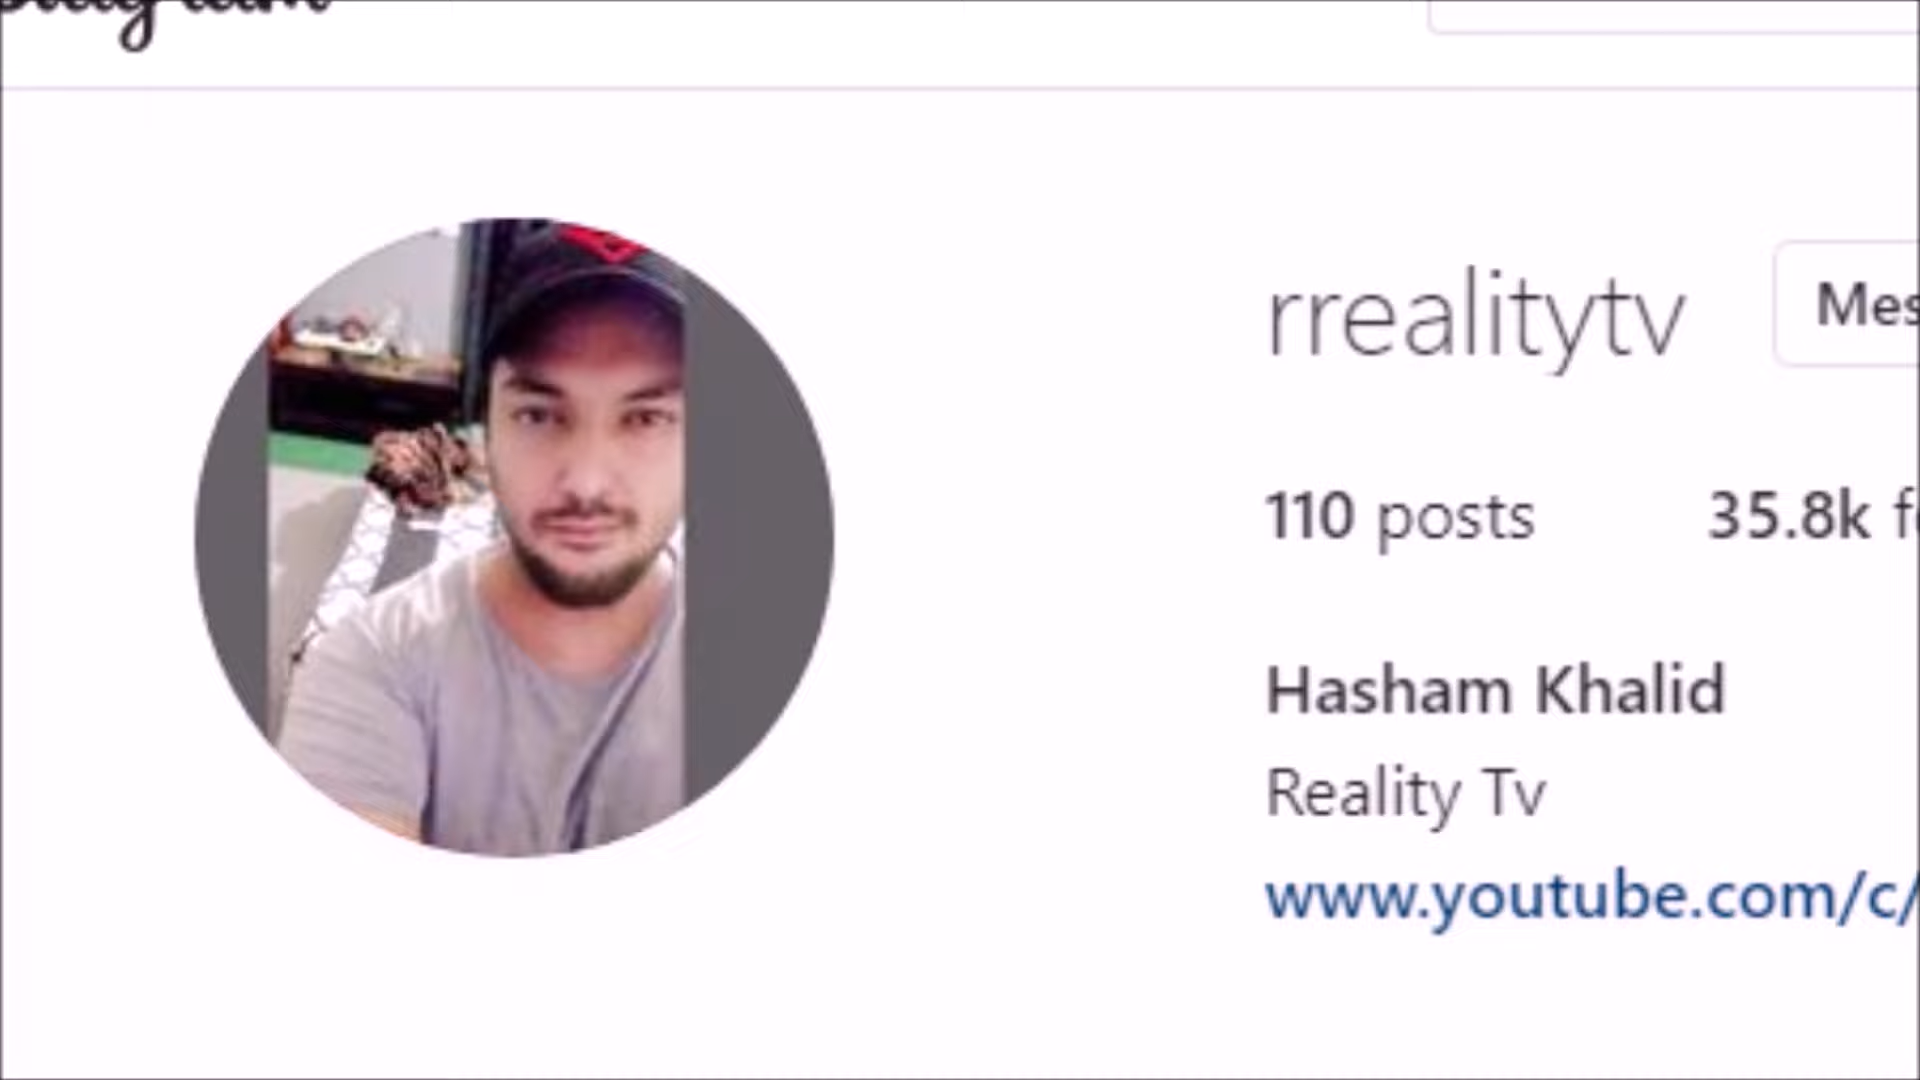 rrealitytv
110 posts 35.8k
Hasham Khalid
Reality Tv
www.youtube.com/c/